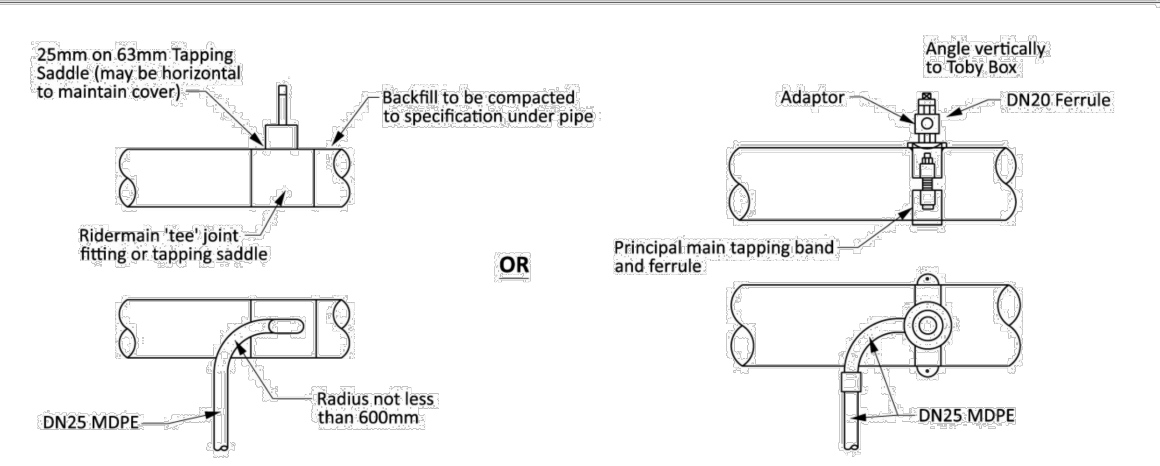 25mm on 63mm Tapping
Saddle (may be horizontal
to maintain cover)
Backfill to be compacted
to specification under pipe
Ridermain 'tee' joint
fitting or tapping saddle
DN25 MDPE
Radius not less
than 600mm
OR
Angle vertically
to Toby Box
Adaptor
DN20 Ferrule
Principal main tapping band
and ferrule
DN25 MDPE